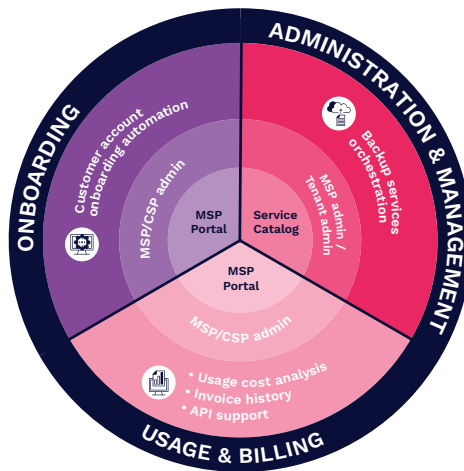 ONBOARDING
Customer account
onboarding automation
MSP/CSP admin
MSP
Portal
ADMINISTRATION & MANAGEMENT
Backup services
orchestration
MSP admin /
Tenant admin
Service
Catalog
MSP
Portal
MSP/CSP admin
• Usage cost analysis
• Invoice history
• API support
USAGE & BILLING